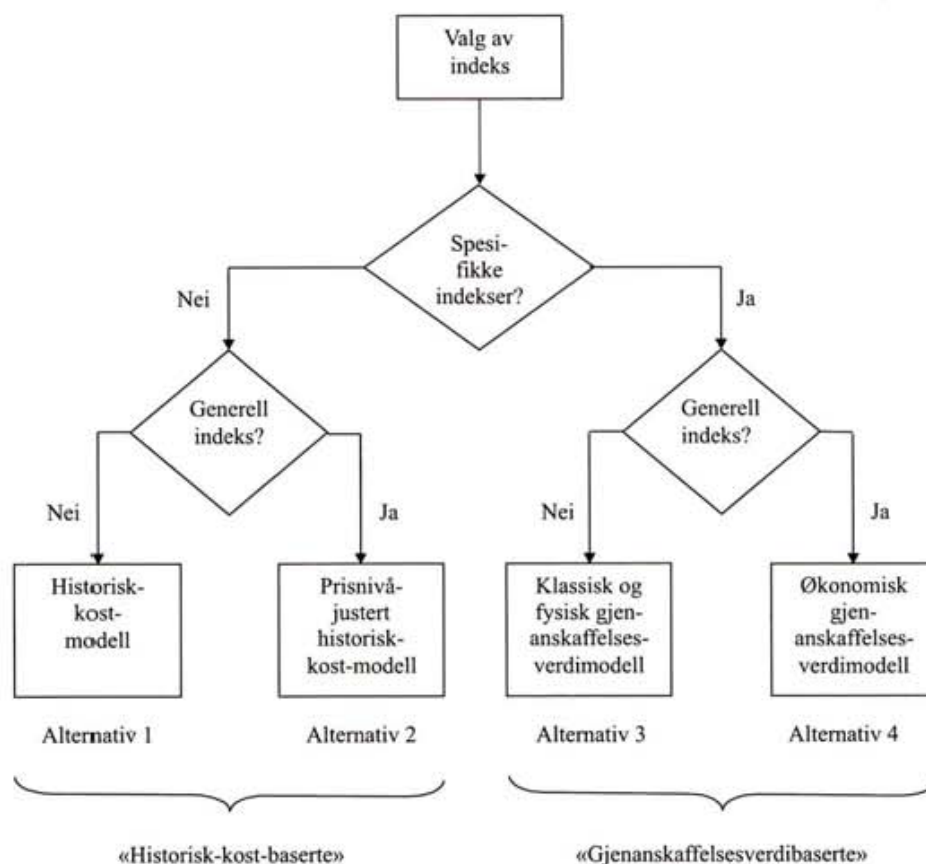 Valg av
indeks
Spesi-
fikke
indekser?
Nei
Ja
Generell
indeks?
Generell
indeks?
Nei
Ja
Nei
Ja
Historisk-
kost-
modell
Prisnivå-
justert
historisk-
kost-modell
Klassisk og
fysisk gjen-
anskaffelses-
verdimodell
Økonomisk
gjen-
anskaffelses-
verdimodell
Alternativ 1
Alternativ 2
Alternativ 3
Alternativ 4
«Historisk-kost-baserte»
«Gjenanskaffelsesverdibaserte»